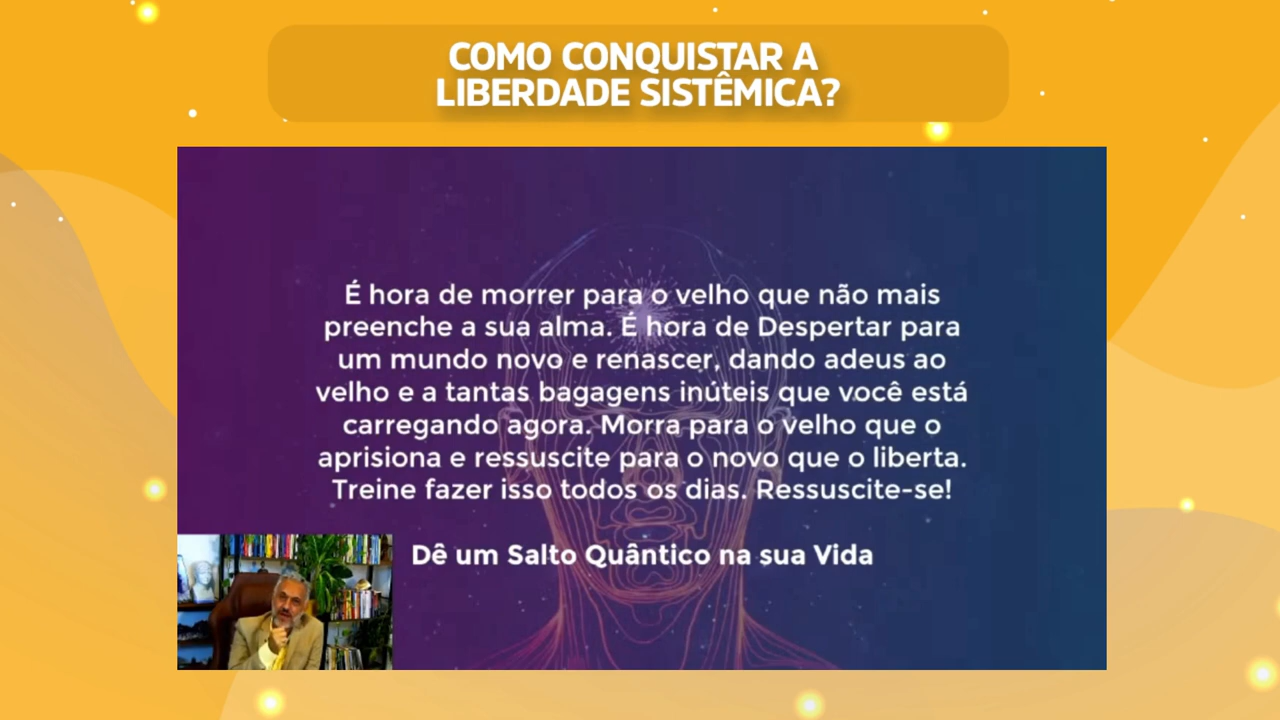 COMO CONQUISTAR A
LIBERDADE SISTÊMICA?
É hora de morrer para o velho que não mais
preenche a sua alma. É hora de Despertar para
um mundo novo e renascer, dando adeus ao
velho e a tantas bagagens inúteis que você está
carregando agora. Morra para o velho que o
aprisiona e ressuscite para o novo que o liberta.
Treine fazer isso todos os dias. Ressuscite-se!
Dê um Salto Quântico na sua Vida